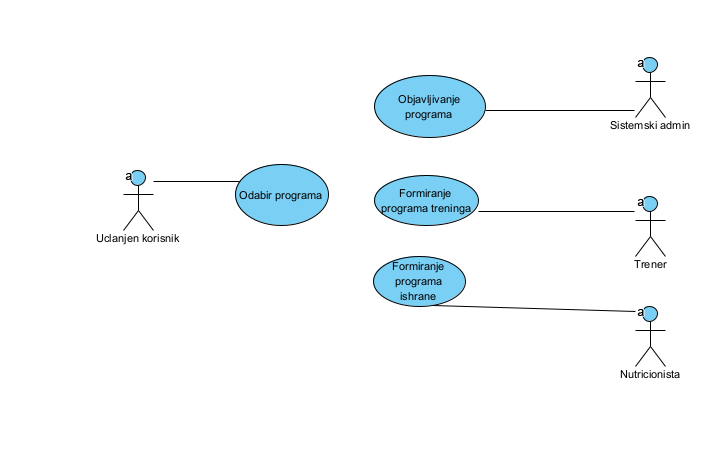 a
Sistemski admin
Objavljivanje
programa
a
Uclanjen korisnik
Odabir programa
Formiranje
programa treninga
a
Trener
Formiranje
programa
ishrane
a
Nutricionista